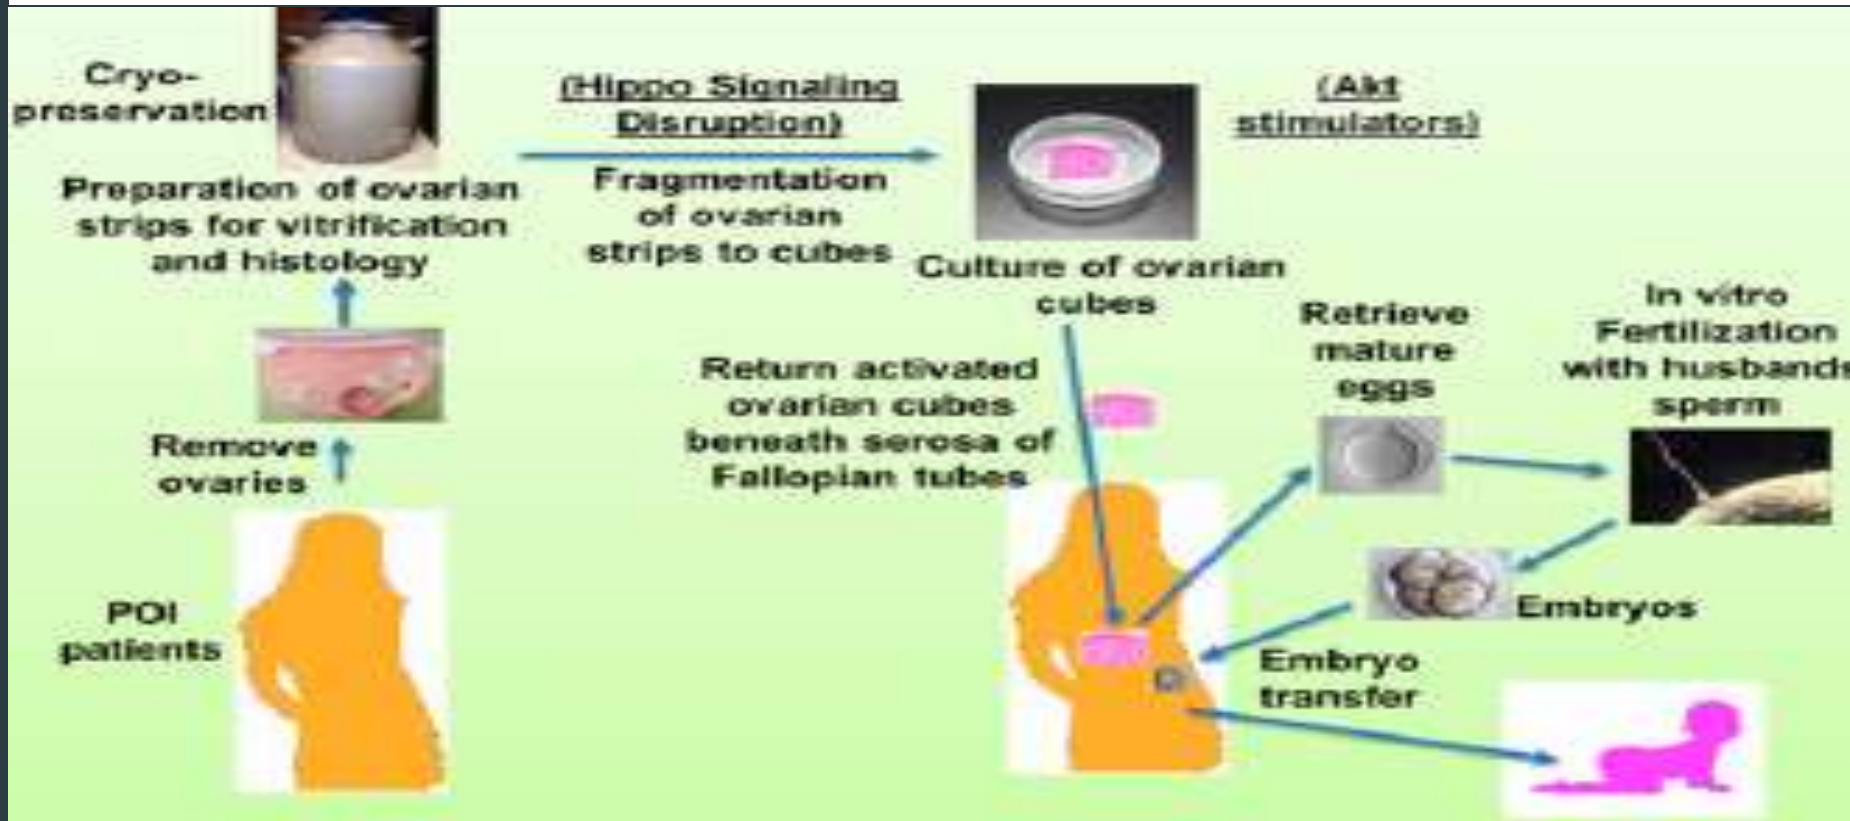 Cryo-
preservation
Preparation of ovarian
strips for vitrification
and histology
Remove
ovaries
POI
patients
(Hippo Signaling
Disruption)
Fragmentation
of ovarian
strips to cubes
(Akt
stimulators)
Culture of ovarian
cubes
Return activated
ovarian cubes
beneath serosa of
Fallopian tubes
Retrieve
mature
eggs
In vitro
Fertilization
with husbands
sperm
Embryos
Embryo
transfer